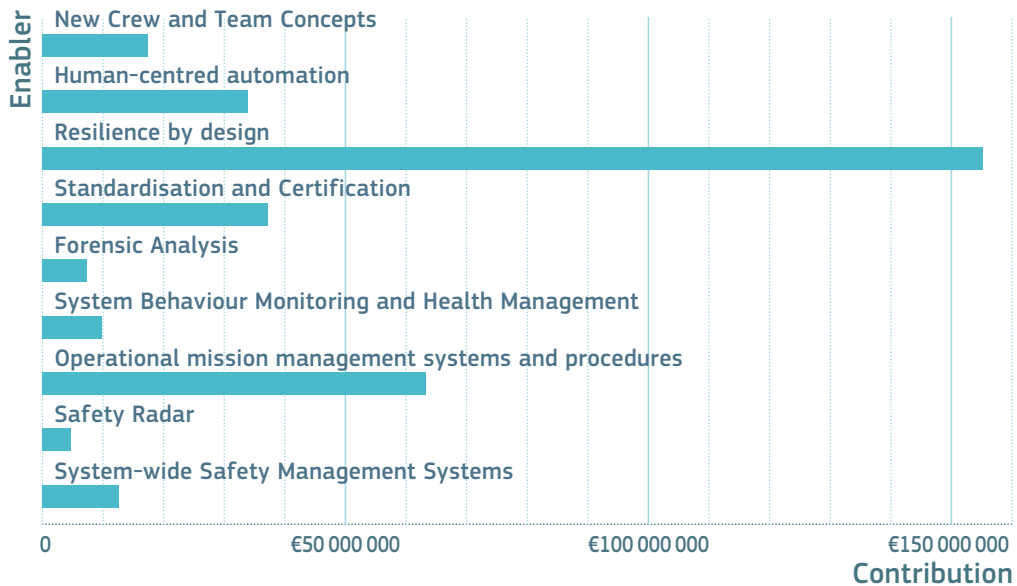 Enabler
New Crew and Team Concepts
Human-centred automation
Resilience by design
Standardisation and Certification
Forensic Analysis
System Behaviour Monitoring and Health Management
Operational mission management systems and procedures
Safety Radar
System-wide Safety Management Systems
0 €50 000 000 €100 000 000 €150 000 000
Contribution